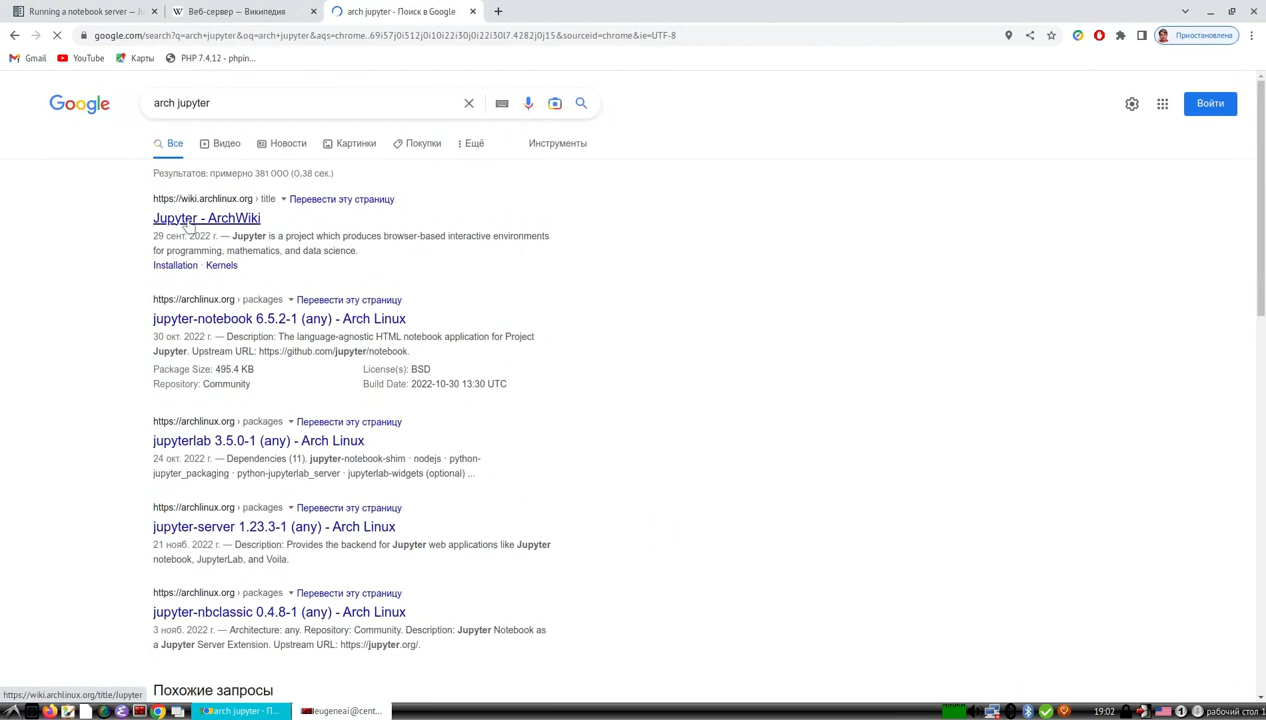 Running a notebook server — Ju
Веб-сервер — Википедия
arch jupyter - Поиск в Google
google.com/search?q=arch+jupyter&oq=arch+jupyter&aqs=chrome..69i57j0i512j0i10i22i30j0i22i30l7.4282j0j15&sourceid=chrome&ie=UTF-8
Приостановлена
Gmail
YouTube
Карты
PHP 7.4.12 - phpin...
Google
arch jupyter
Войти
Все
Видео
Новости
Картинки
Покупки
Ещё
Инструменты
Результатов: примерно 381 000 (0,38 сек.)
https://wiki.archlinux.org › title Перевести эту страницу
Jupyter - ArchWiki
29 сент. 2022 г. — Jupyter is a project which produces browser-based interactive environments
for programming, mathematics, and data science.
Installation · Kernels
https://archlinux.org › packages Перевести эту страницу
jupyter-notebook 6.5.2-1 (any) - Arch Linux
30 окт. 2022 г. — Description: The language-agnostic HTML notebook application for Project
Jupyter. Upstream URL: https://github.com/jupyter/notebook.
Package Size: 495.4 KB License(s): BSD
Repository: Community Build Date: 2022-10-30 13:30 UTC
https://archlinux.org › packages Перевести эту страницу
jupyterlab 3.5.0-1 (any) - Arch Linux
24 окт. 2022 г. — Dependencies (11). jupyter-notebook-shim · nodejs · python-
jupyter_packaging · python-jupyterlab_server · jupyterlab-widgets (optional) ...
https://archlinux.org › packages Перевести эту страницу
jupyter-server 1.23.3-1 (any) - Arch Linux
21 нояб. 2022 г. — Description: Provides the backend for Jupyter web applications like Jupyter
notebook, JupyterLab, and Voila.
https://archlinux.org › packages Перевести эту страницу
jupyter-nbclassic 0.4.8-1 (any) - Arch Linux
3 нояб. 2022 г. — Architecture: any. Repository: Community. Description: Jupyter Notebook as
a Jupyter Server Extension. Upstream URL: https://jupyter.org/.
Похожие запросы
https://wiki.archlinux.org/title/Jupyter
arch jupyter - П...
eugeneai@cent...
19:02
1
рабочий стол 1